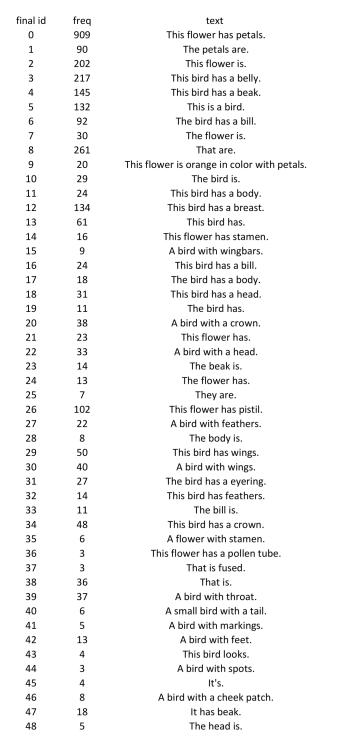 final id freq text
0 909 This flower has petals.
1 90 The petals are.
2 202 This flower is.
3 217 This bird has a belly.
4 145 This bird has a beak.
5 132 This is a bird.
6 92 The bird has a bill.
7 30 The flower is.
8 261 That are.
9 20 This flower is orange in color with petals.
10 29 The bird is.
11 24 This bird has a body.
12 134 This bird has a breast.
13 61 This bird has.
14 16 This flower has stamen.
15 9 A bird with wingbars.
16 24 This bird has a bill.
17 18 The bird has a body.
18 31 This bird has a head.
19 11 The bird has.
20 38 A bird with a crown.
21 23 This flower has.
22 33 A bird with a head.
23 14 The beak is.
24 13 The flower has.
25 7 They are.
26 102 This flower has pistil.
27 22 A bird with feathers.
28 8 The body is.
29 50 This bird has wings.
30 40 A bird with wings.
31 27 The bird has a eyering.
32 14 This bird has feathers.
33 11 The bill is.
34 48 This bird has a crown.
35 6 A flower with stamen.
36 3 This flower has a pollen tube.
37 3 That is fused.
38 36 That is.
39 37 A bird with throat.
40 6 A small bird with a tail.
41 5 A bird with markings.
42 13 A bird with feet.
43 4 This bird looks.
44 3 A bird with spots.
45 4 It's.
46 8 A bird with a cheek patch.
47 18 It has beak.
48 5 The head is.